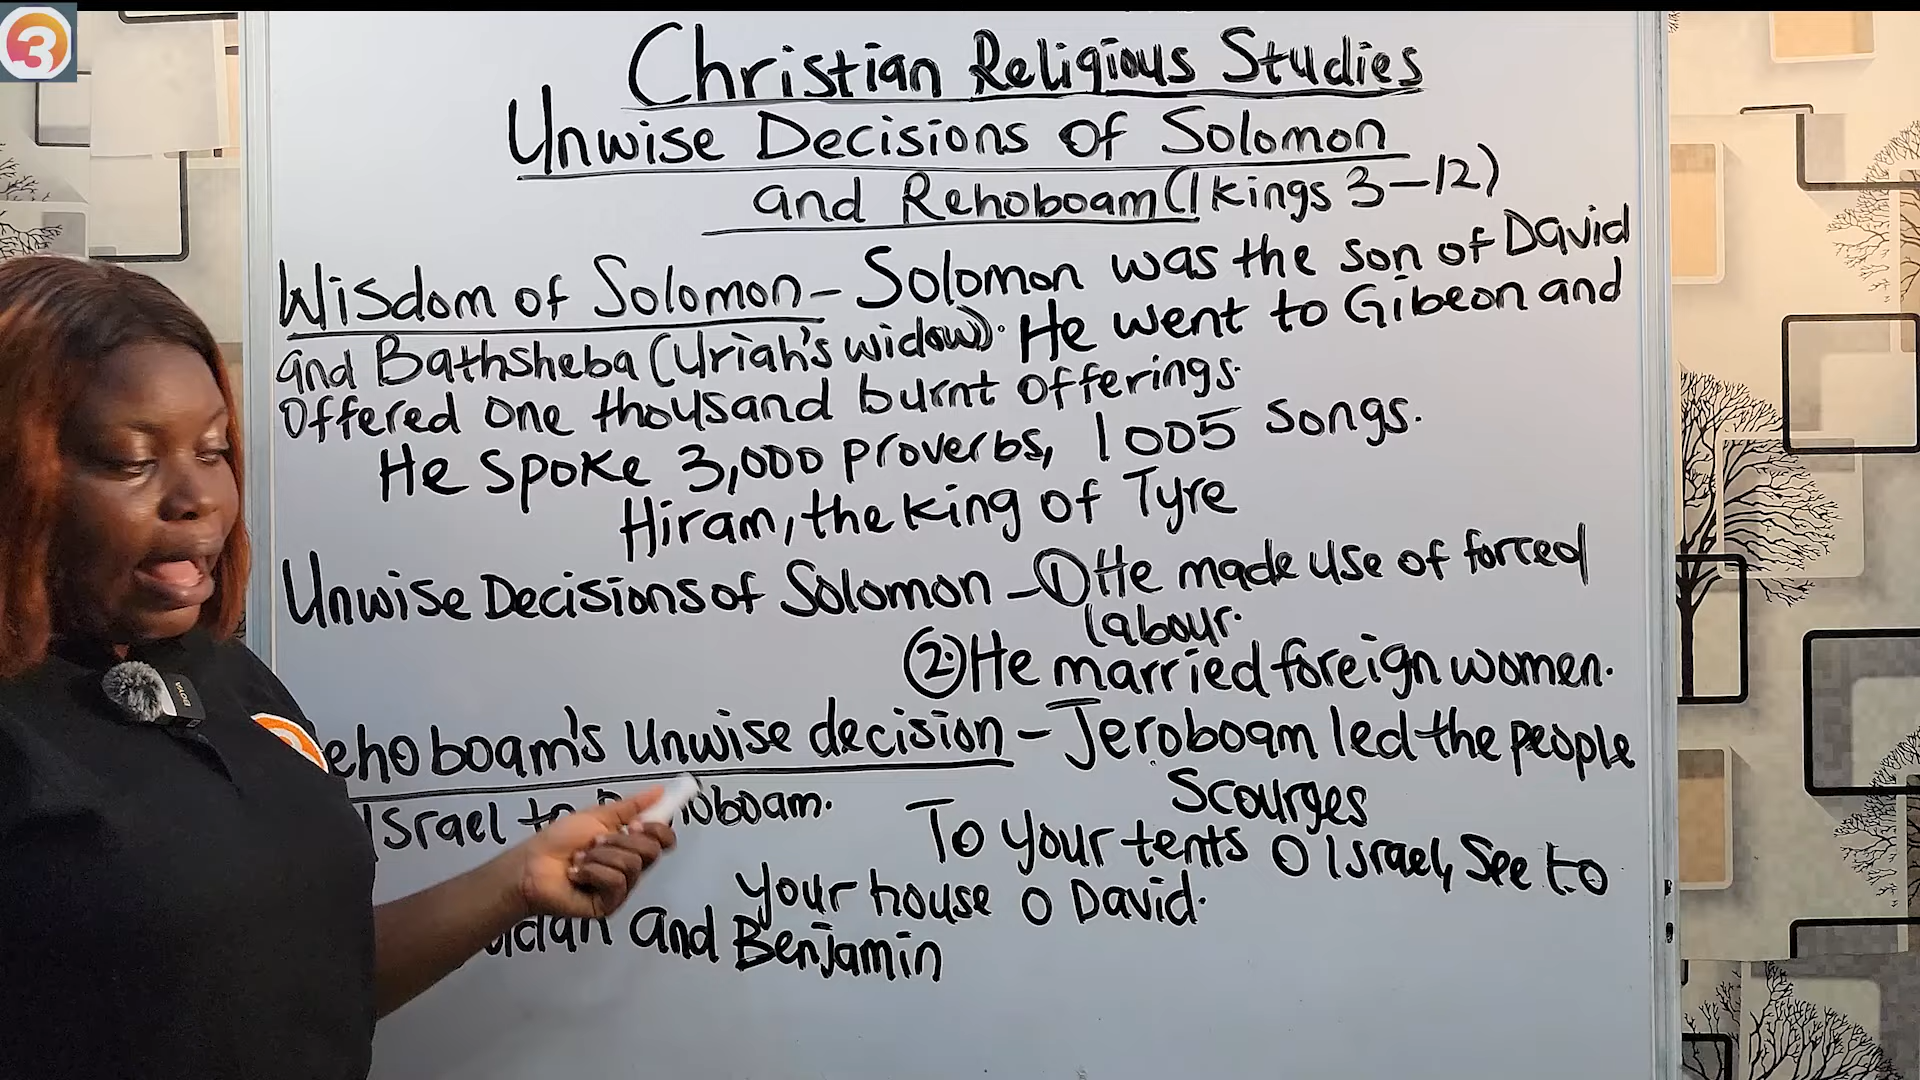 3
Christian Religious Studies
Unwise Decisions Of Solomon
and Rehoboam (1 Kings 3-12)
Wisdom of Solomon - Solomon was the son of David
and Bathsheba (Uriah's widow). He went to Gibeon and
Offered one thousand burnt offerings.
He spoke 3,000 proverbs, 1005 songs.
Hiram, the king of Tyre
Unwise Decisions of Solomon - ① He made use of forced
labour.
② He married foreign women.
ehoboam's Unwise decision - Jeroboam led the people
Israel to oboam.
Scourges
To your tents O Israel, see to
your house O David.
and Benjamin
BOYA